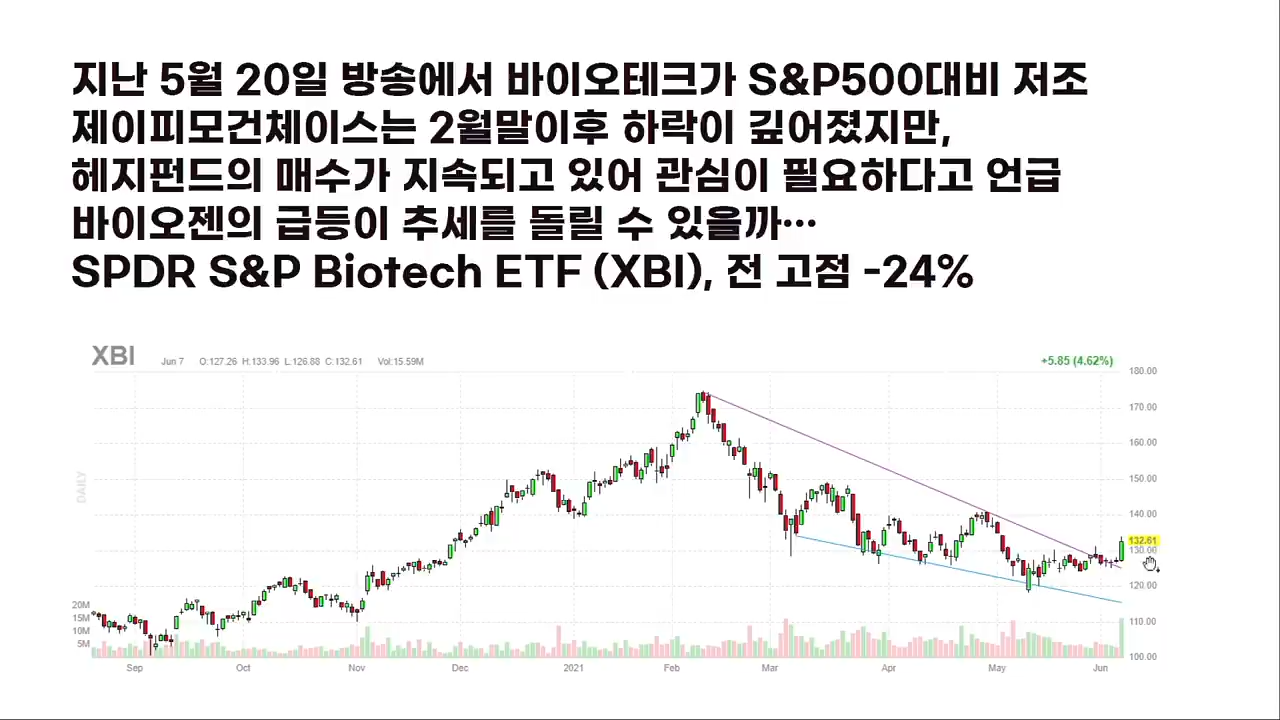 지난 5월 20일 방송에서 바이오테크가 S&P500대비 저조
제이피모건체이스는 2월말이후 하락이 깊어졌지만,
헤지펀드의 매수가 지속되고 있어 관심이 필요하다고 언급
바이오젠의 급등이 추세를 돌릴 수 있을까…
SPDR S&P Biotech ETF (XBI), 전 고점 -24%
XBI Jun 7 O:127.26 H:133.96 L:126.88 C:132.61 Vol:15.59M +5.85 (4.62%)
180.00
170.00
160.00
150.00
DAILY
140.00
132.61
130.00
120.00
20M
15M
110.00
10M
5M
100.00
Sep Oct Nov Dec 2021 Feb Mar Apr May Jun